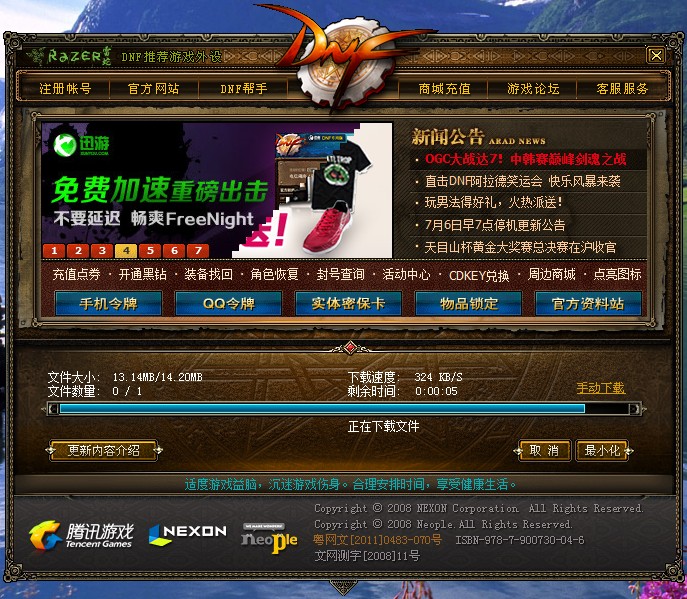 RAZER DNF推荐游戏外设
DNF
注册帐号 官方网站 DNF帮手 商城充值 游戏论坛 客服服务
迅游
免费加速重磅出击
不要延迟 畅爽FreeNight
送!
1 2 3 4 5 6 7
新闻公告 ARAD NEWS
· OGC大战达7! 中韩赛巅峰剑魂之战
· 直击DNF阿拉德笑运会 快乐风暴来袭
· 玩男法得好礼，火热派送!
· 7月6日早7点停机更新公告
· 天目山杯黄金大奖赛总决赛在沪收官
充值点券 · 开通黑钻 · 装备找回 · 角色恢复 · 封号查询 · 活动中心 · CDKEY兑换 · 周边商城 · 点亮图标
手机令牌 QQ令牌 实体密保卡 物品锁定 官方资料站
文件大小: 13.14MB/14.20MB 下载速度: 324 KB/S
文件数量: 0 / 1 剩余时间: 0:00:05 手动下载
正在下载文件
更新内容介绍 取 消 最小化
适度游戏益脑，沉迷游戏伤身。合理安排时间，享受健康生活。
腾讯游戏 Tencent Games NEXON WE MAKE WONDERS neople
Copyright © 2008 NEXON Corporation. All Rights Reserved.
Copyright © 2008 Neople.All Rights Reserved.
粤网文[2011]0483-070号 ISBN-978-7-900730-04-6
文网测字[2008]11号